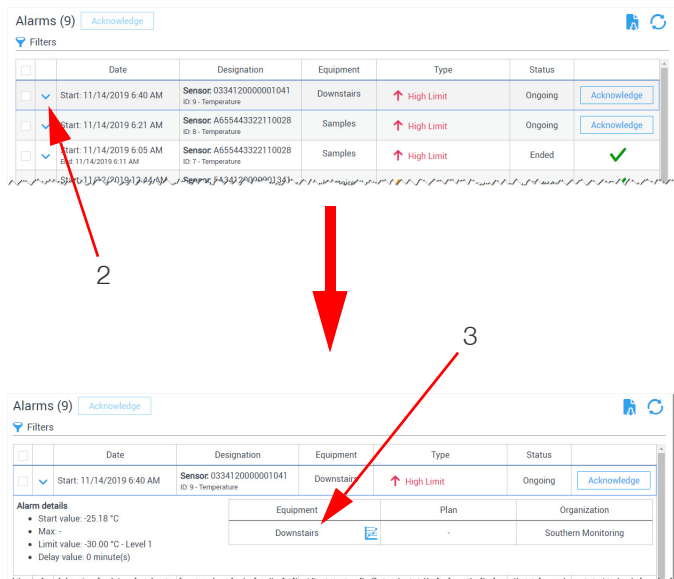 Alarms (9) Acknowledge
Filters
Date Designation Equipment Type Status
Start: 11/14/2019 6:40 AM Sensor: 0334120000001041 Downstairs High Limit Ongoing Acknowledge
ID: 9 - Temperature
Start: 11/14/2019 6:21 AM Sensor: A655443322110028 Samples High Limit Ongoing Acknowledge
ID: 8 - Temperature
Start: 11/14/2019 6:05 AM Sensor: A655443322110028 Samples High Limit Ended
End: 11/14/2019 6:11 AM ID: 7 - Temperature
2
3
Alarms (9) Acknowledge
Filters
Date Designation Equipment Type Status
Start: 11/14/2019 6:40 AM Sensor: 0334120000001041 Downstairs High Limit Ongoing Acknowledge
ID: 9 - Temperature
Alarm details
Start value: -25.18 °C
Max: -
Limit value: -30.00 °C - Level 1
Delay value: 0 minute(s)
Equipment Plan Organization
Downstairs - Southern Monitoring